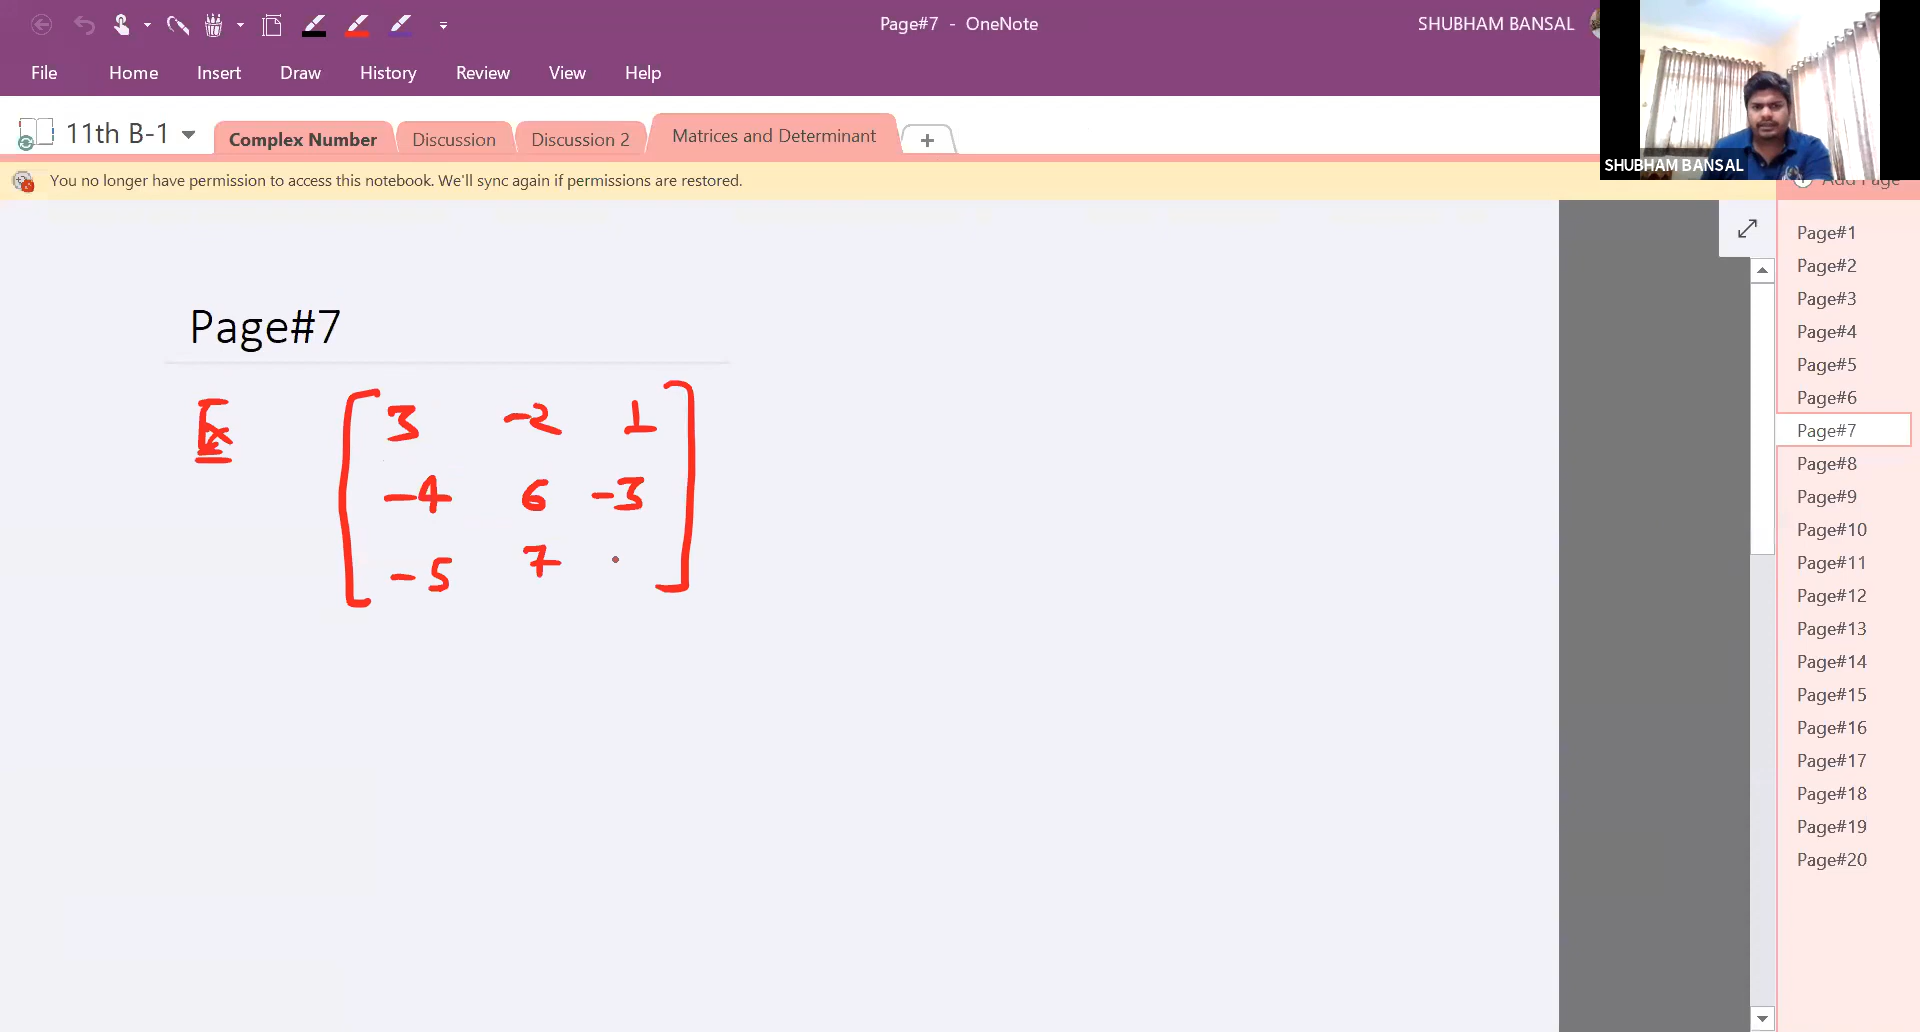 Page#7 - OneNote
SHUBHAM BANSAL
File Home Insert Draw History Review View Help
11th B-1 Complex Number Discussion Discussion 2 Matrices and Determinant +
SHUBHAM BANSAL
You no longer have permission to access this notebook. We'll sync again if permissions are restored.
Add Page
Page#7
Ex
3 -2 1
-4 6 -3
-5 7
Page#1
Page#2
Page#3
Page#4
Page#5
Page#6
Page#7
Page#8
Page#9
Page#10
Page#11
Page#12
Page#13
Page#14
Page#15
Page#16
Page#17
Page#18
Page#19
Page#20